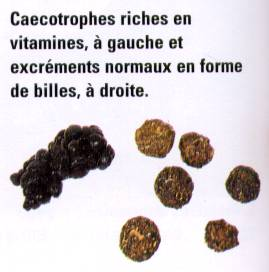 Caecotrophes riches en
vitamines, à gauche et
excréments normaux en forme
de billes, à droite.